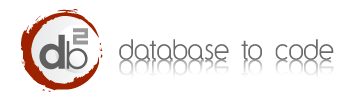 db2
database to code